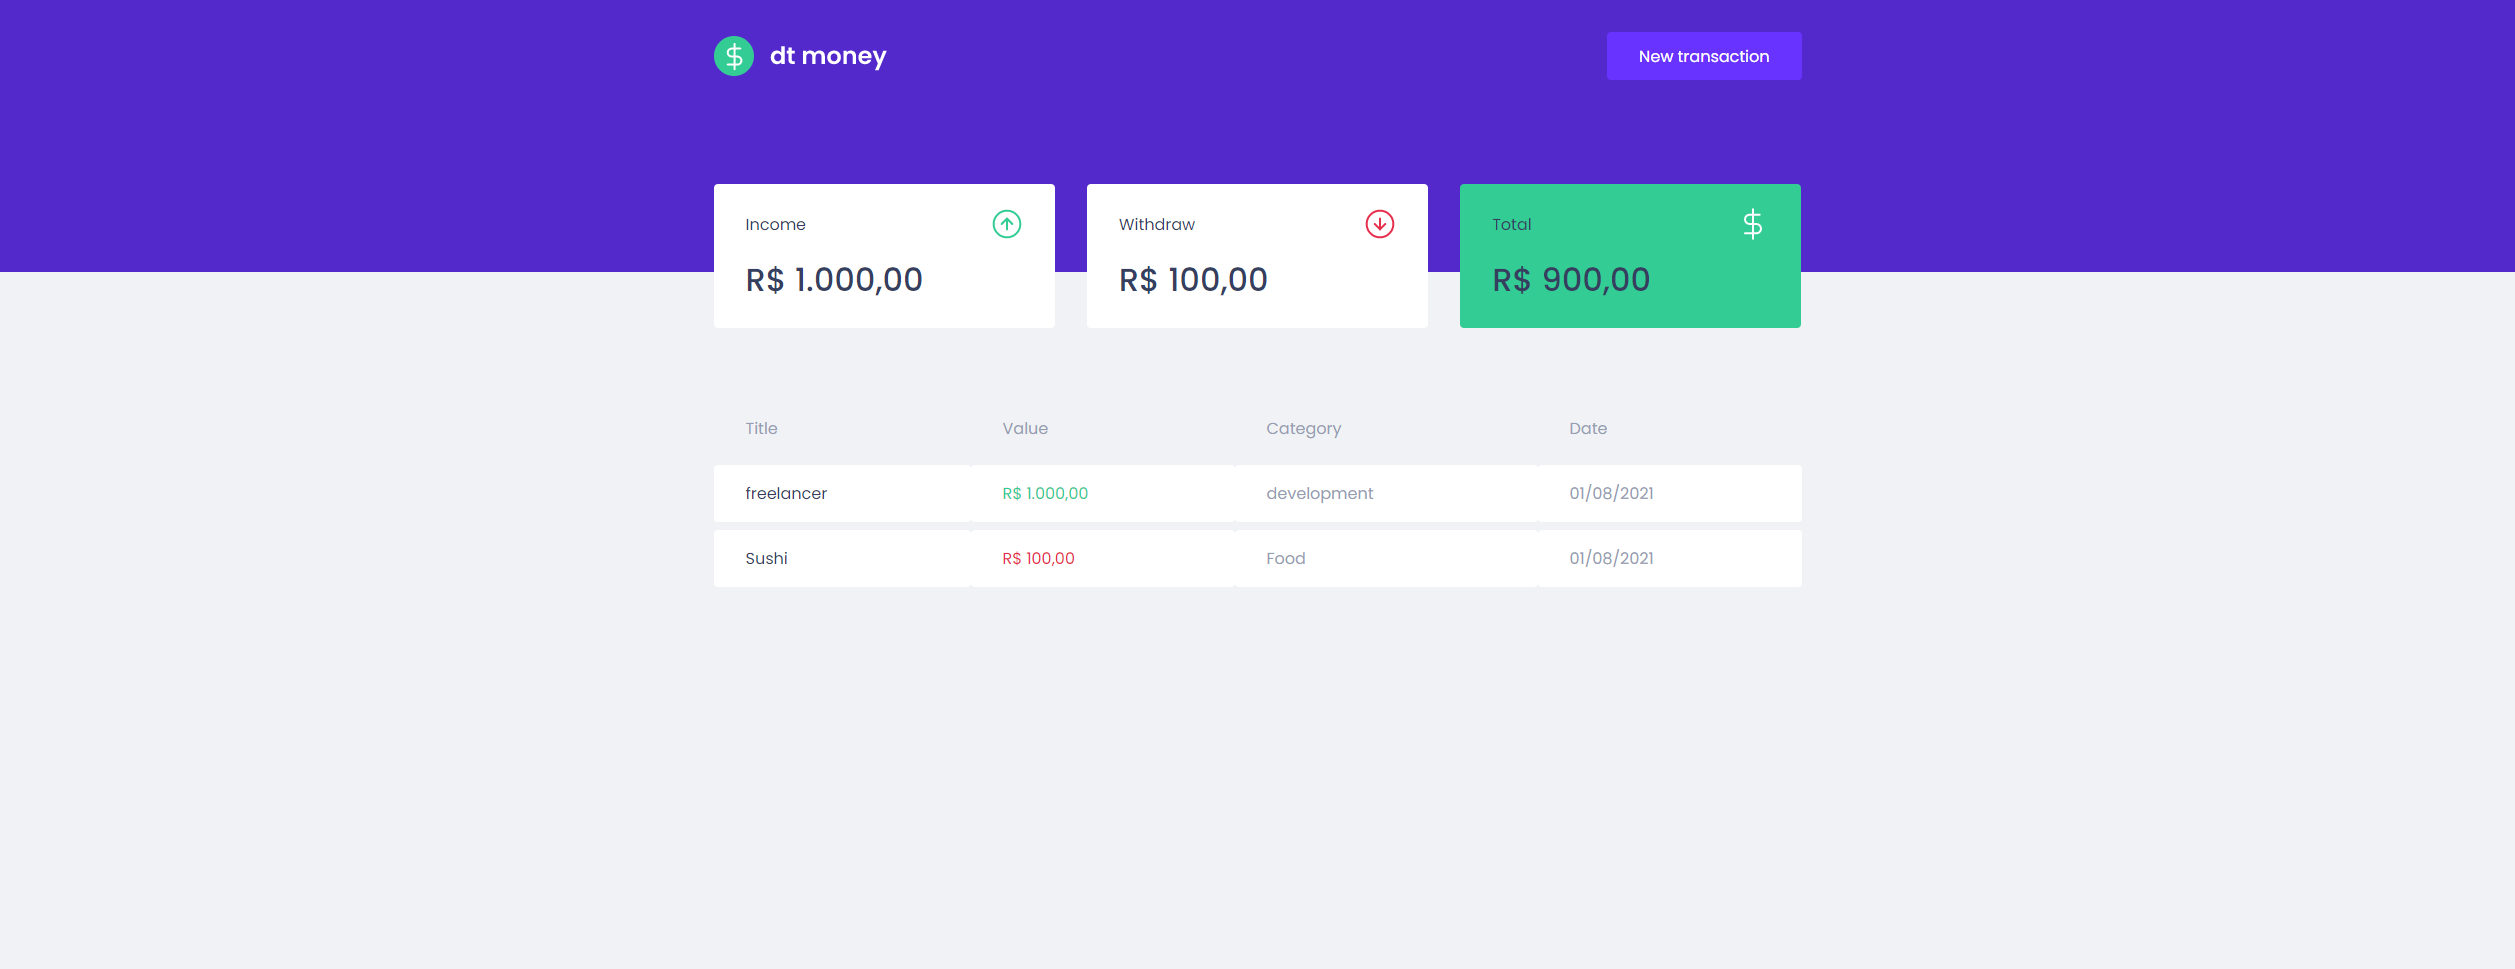 dt money
New transaction
Income
R$ 1.000,00
Withdraw
R$ 100,00
Total
R$ 900,00
Title Value Category Date
freelancer R$ 1.000,00 development 01/08/2021
Sushi R$ 100,00 Food 01/08/2021